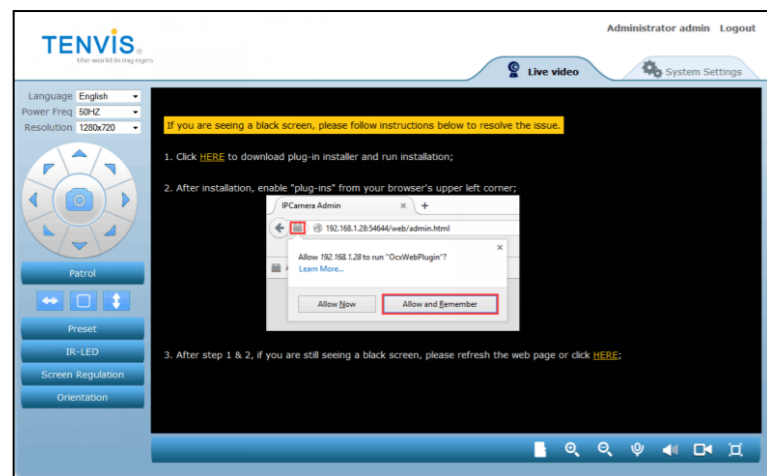 Administrator admin Logout
TENVIS
the world in my eyes
Live video
System Settings
Language English
Power Freq 50HZ
Resolution 1280x720
If you are seeing a black screen, please follow instructions below to resolve the issue.
1. Click HERE to download plug-in installer and run installation;
2. After installation, enable "plug-ins" from your browser's upper left corner;
IPCamera Admin
192.168.1.28:54644/web/admin.html
Allow 192.168.1.28 to run "OcxWebPlugin"?
Learn More...
Allow Now
Allow and Remember
3. After step 1 & 2, if you are still seeing a black screen, please refresh the web page or click HERE;
Patrol
Preset
IR-LED
Screen Regulation
Orientation